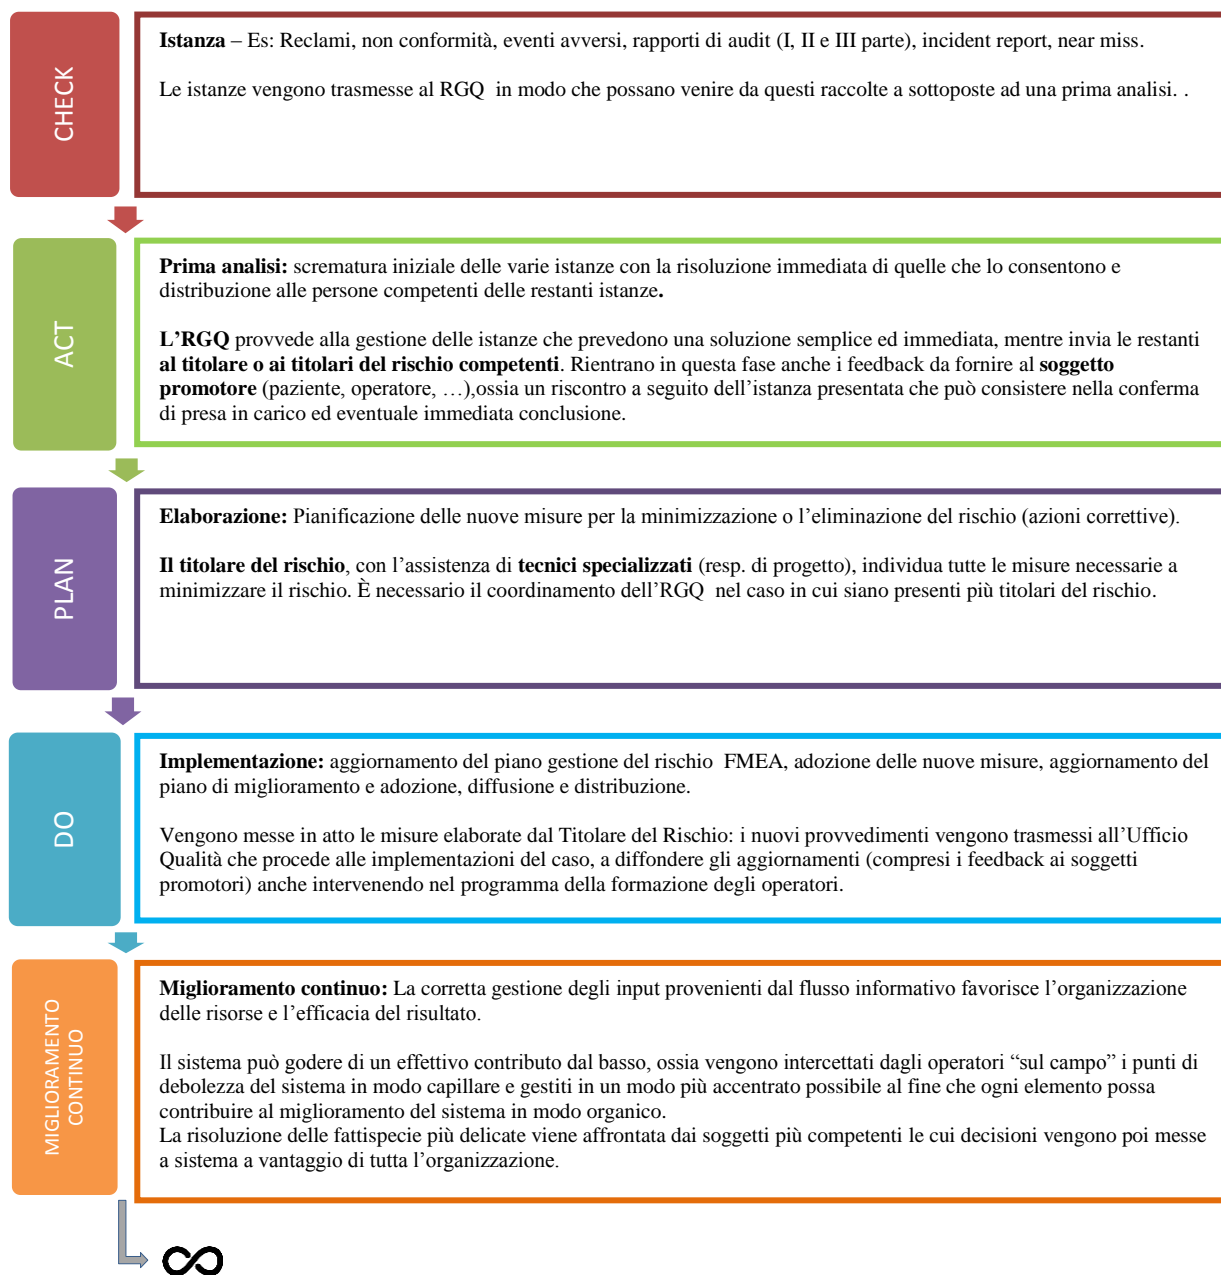 CHECK
Istanza – Es: Reclami, non conformità, eventi avversi, rapporti di audit (I, II e III parte), incident report, near miss.
Le istanze vengono trasmesse al RGQ in modo che possano venire da questi raccolte a sottoposte ad una prima analisi. .
ACT
Prima analisi: scrematura iniziale delle varie istanze con la risoluzione immediata di quelle che lo consentono e
distribuzione alle persone competenti delle restanti istanze.
L’RGQ provvede alla gestione delle istanze che prevedono una soluzione semplice ed immediata, mentre invia le restanti
al titolare o ai titolari del rischio competenti. Rientrano in questa fase anche i feedback da fornire al soggetto
promotore (paziente, operatore, …),ossia un riscontro a seguito dell’istanza presentata che può consistere nella conferma
di presa in carico ed eventuale immediata conclusione.
PLAN
Elaborazione: Pianificazione delle nuove misure per la minimizzazione o l’eliminazione del rischio (azioni correttive).
Il titolare del rischio, con l’assistenza di tecnici specializzati (resp. di progetto), individua tutte le misure necessarie a
minimizzare il rischio. È necessario il coordinamento dell’RGQ nel caso in cui siano presenti più titolari del rischio.
DO
Implementazione: aggiornamento del piano gestione del rischio FMEA, adozione delle nuove misure, aggiornamento del
piano di miglioramento e adozione, diffusione e distribuzione.
Vengono messe in atto le misure elaborate dal Titolare del Rischio: i nuovi provvedimenti vengono trasmessi all’Ufficio
Qualità che procede alle implementazioni del caso, a diffondere gli aggiornamenti (compresi i feedback ai soggetti
promotori) anche intervenendo nel programma della formazione degli operatori.
MIGLIORAMENTO
CONTINUO
Miglioramento continuo: La corretta gestione degli input provenienti dal flusso informativo favorisce l’organizzazione
delle risorse e l’efficacia del risultato.
Il sistema può godere di un effettivo contributo dal basso, ossia vengono intercettati dagli operatori “sul campo” i punti di
debolezza del sistema in modo capillare e gestiti in un modo più accentrato possibile al fine che ogni elemento possa
contribuire al miglioramento del sistema in modo organico.
La risoluzione delle fattispecie più delicate viene affrontata dai soggetti più competenti le cui decisioni vengono poi messe
a sistema a vantaggio di tutta l’organizzazione.
∞